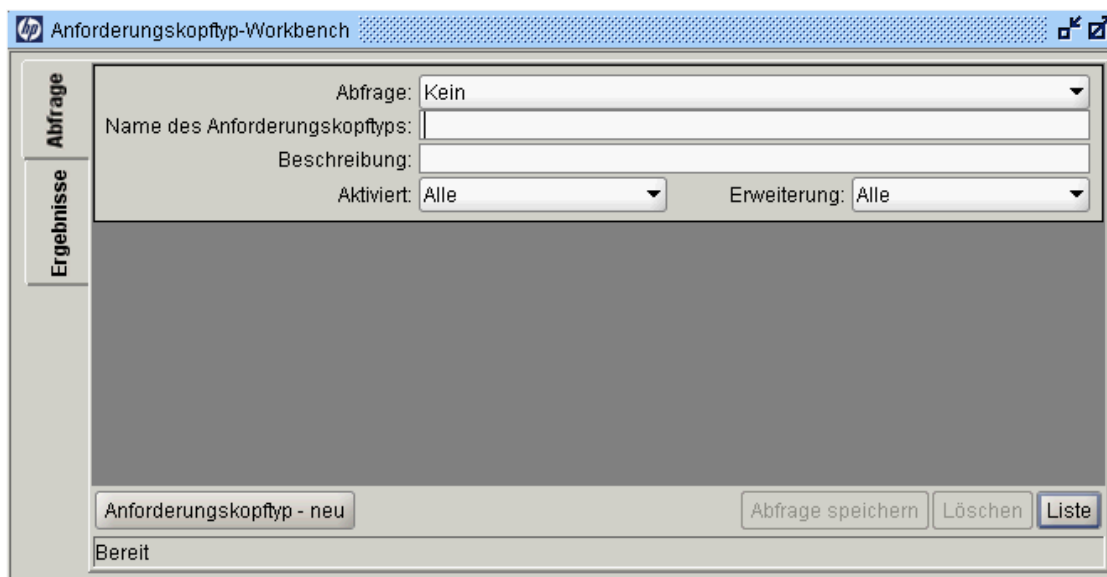 hp Anforderungskopftyp-Workbench
Abfrage
Ergebnisse
Abfrage: Kein
Name des Anforderungskopftyps:
Beschreibung:
Aktiviert: Alle Erweiterung: Alle
Anforderungskopftyp - neu Abfrage speichern Löschen Liste
Bereit